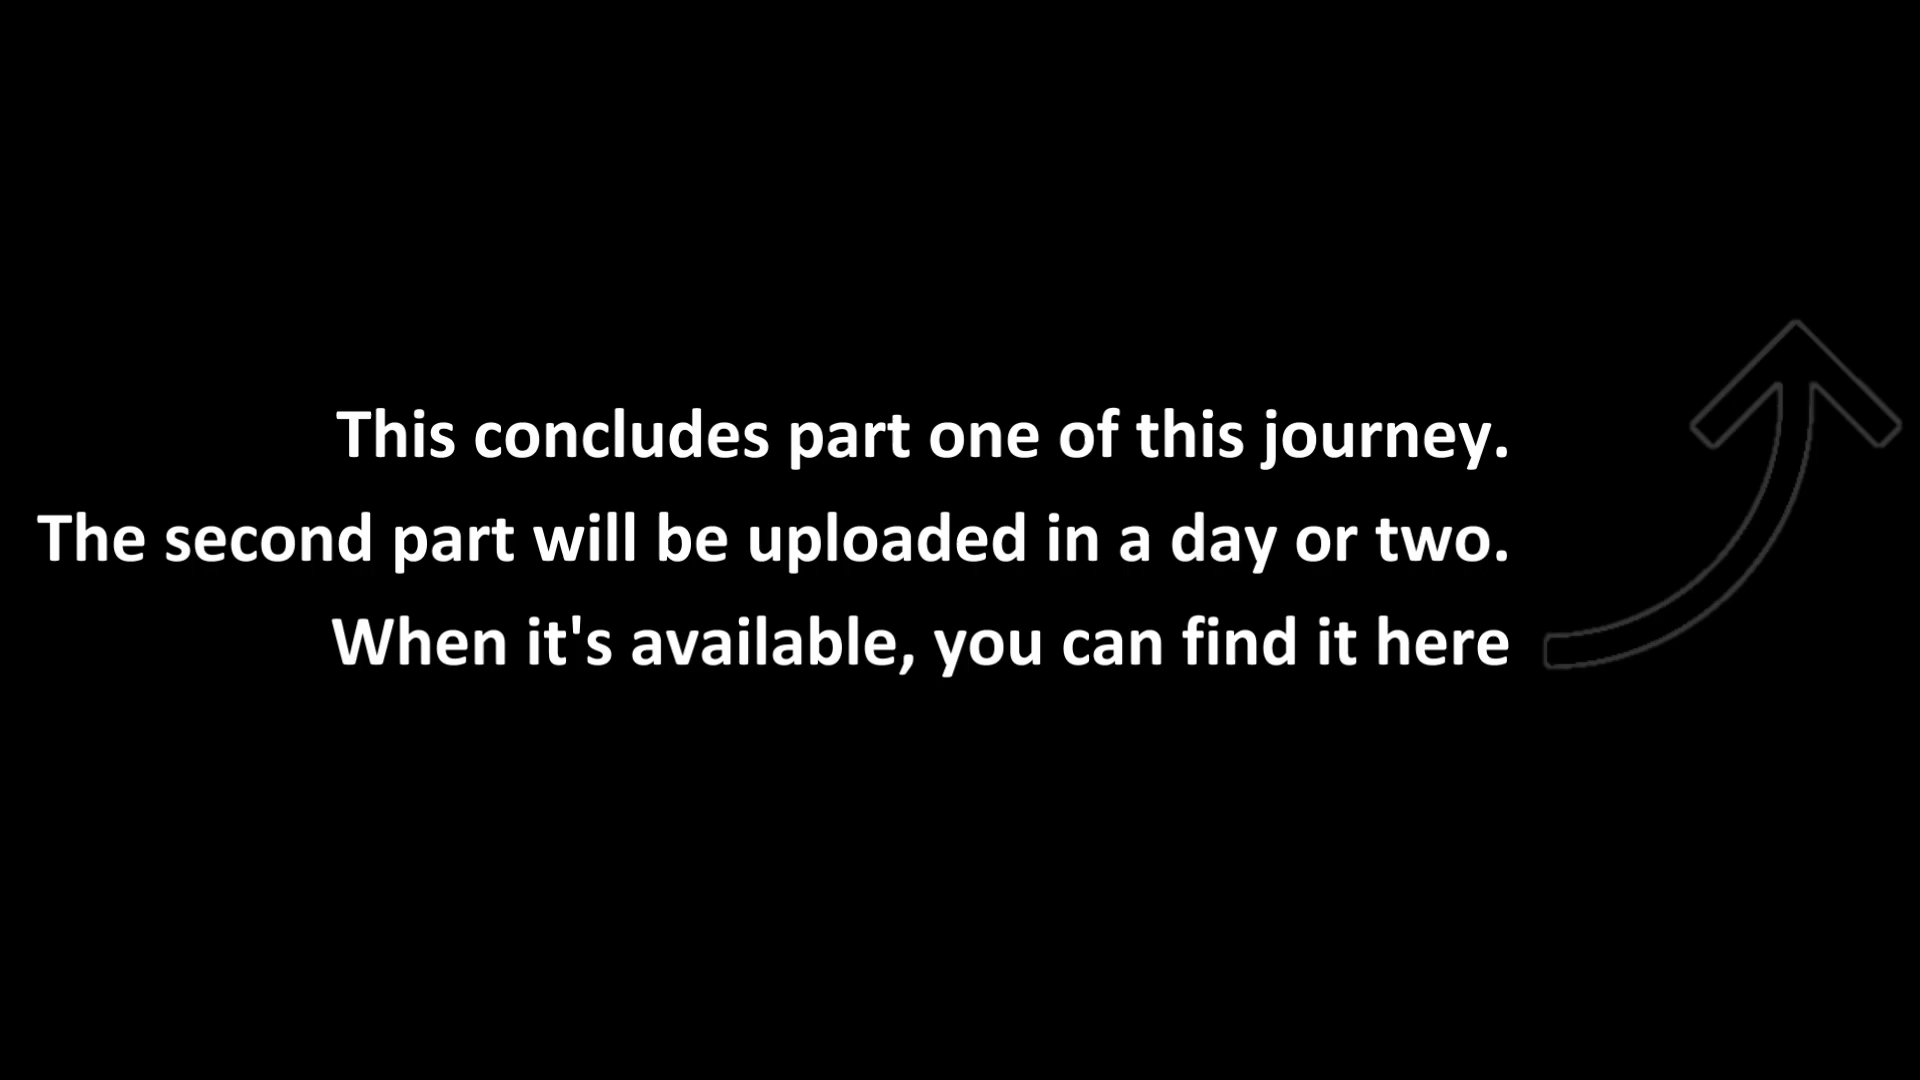 This concludes part one of this journey.
The second part will be uploaded in a day or two.
When it's available, you can find it here